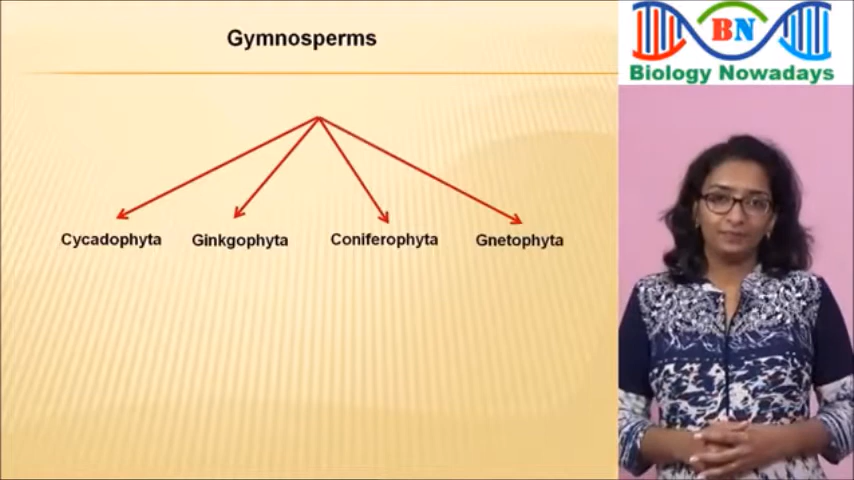 Gymnosperms
BN
Biology Nowadays
Cycadophyta Ginkgophyta Coniferophyta Gnetophyta